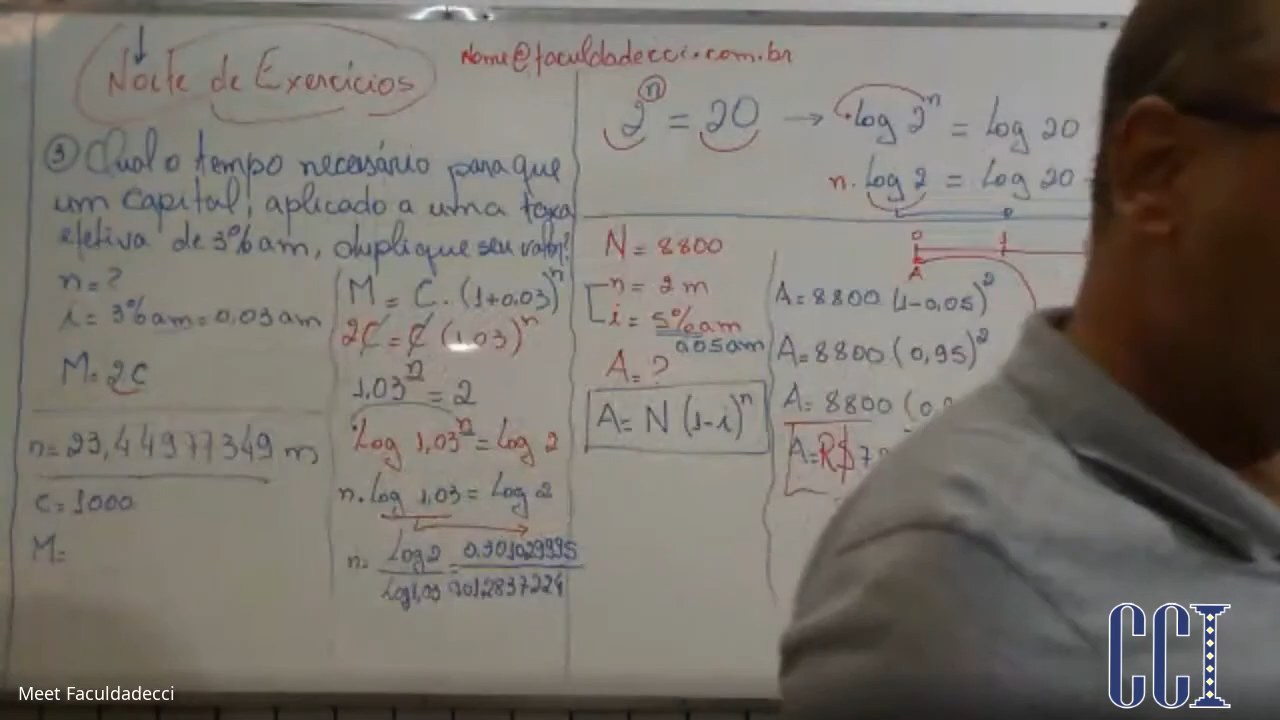 Noite de Exercícios
nome@faculdadecci.com.br
③ Qual o tempo necessário para que
um capital, aplicado a uma taxa
efetiva de 3% am, duplique seu valor?
n = ?
i = 3% am = 0,03 am
M = 2C
n = 23,44977349 m
C = 1000
M =
M = C . (1+0,03)^n
2C = C (1,03)^n
1,03^n = 2
log 1,03^n = log 2
n . log 1,03 = log 2
n = log 2 / log 1,03 = 0,301029995 / 0,012837224
2^n = 20 → log 2^n = log 20
n . log 2 = log 20
N = 8800
n = 2 m
i = 5% am
0,05 am
A = ?
A = N (1-i)^n
0 1
A
A = 8800 (1-0,05)^2
A = 8800 (0,95)^2
A = 8800 (0,
A = R$ 7
CCI
Meet Faculdadecci